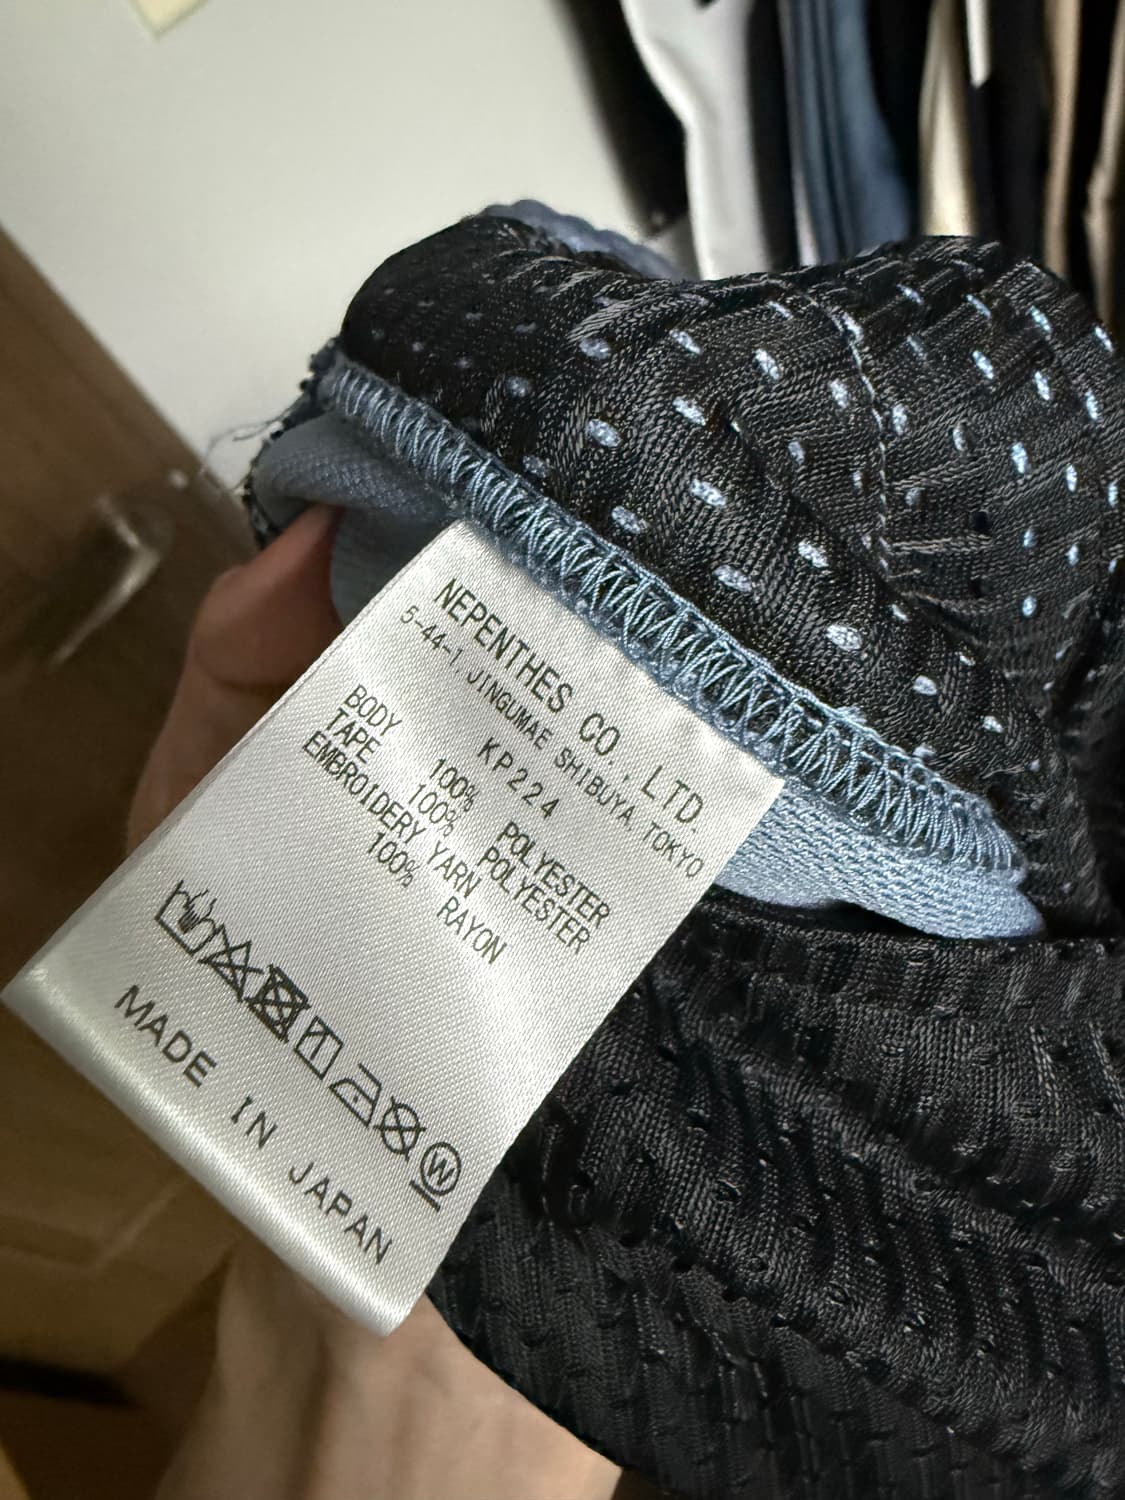 NEPENTHES CO., LTD.
5-44-1, JINGUMAE SHIBUYA, TOKYO
KP224
BODY 100% POLYESTER
TAPE 100% POLYESTER
EMBROIDERY YARN
100% RAYON
W
MADE IN JAPAN